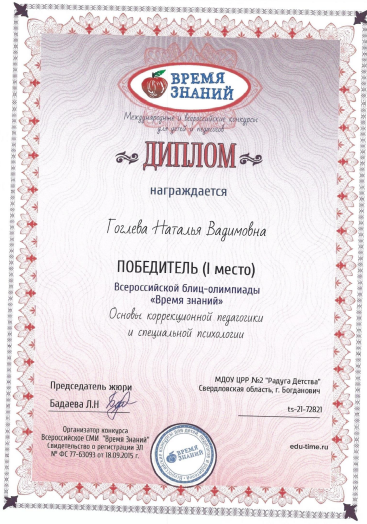 ВРЕМЯ
ЗНАНИЙ
Международные и всероссийские конкурсы
для детей и педагогов
ДИПЛОМ
награждается
Гоглева Наталья Вадимовна
ПОБЕДИТЕЛЬ (I место)
Всероссийской блиц-олимпиады
«Время знаний»
Основы коррекционной педагогики
и специальной психологии
Председатель жюри
Бадаева Л.Н
МДОУ ЦРР №2 "Радуга Детства"
Свердловская область, г. Богданович
ts-21-72821
Организатор конкурса
Всероссийское СМИ "Время Знаний"
Свидетельство о регистрации ЭЛ
№ ФС 77-63093 от 18.09.2015 г.
ВРЕМЯ
ЗНАНИЙ
edu-time.ru